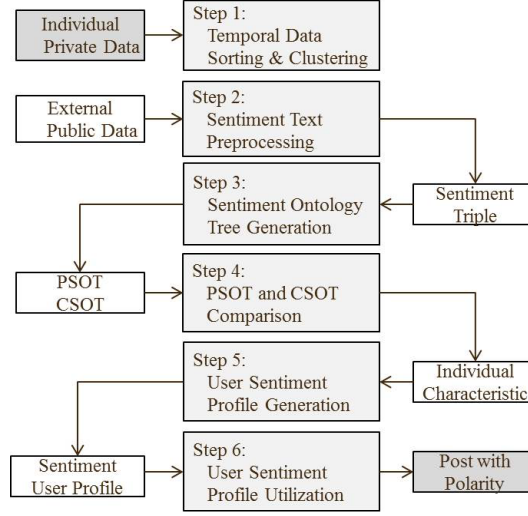 Individual
Private Data
Step 1:
Temporal Data
Sorting & Clustering
External
Public Data
Step 2:
Sentiment Text
Preprocessing
Step 3:
Sentiment Ontology
Tree Generation
Sentiment
Triple
PSOT
CSOT
Step 4:
PSOT and CSOT
Comparison
Step 5:
User Sentiment
Profile Generation
Individual
Characteristic
Sentiment
User Profile
Step 6:
User Sentiment
Profile Utilization
Post with
Polarity